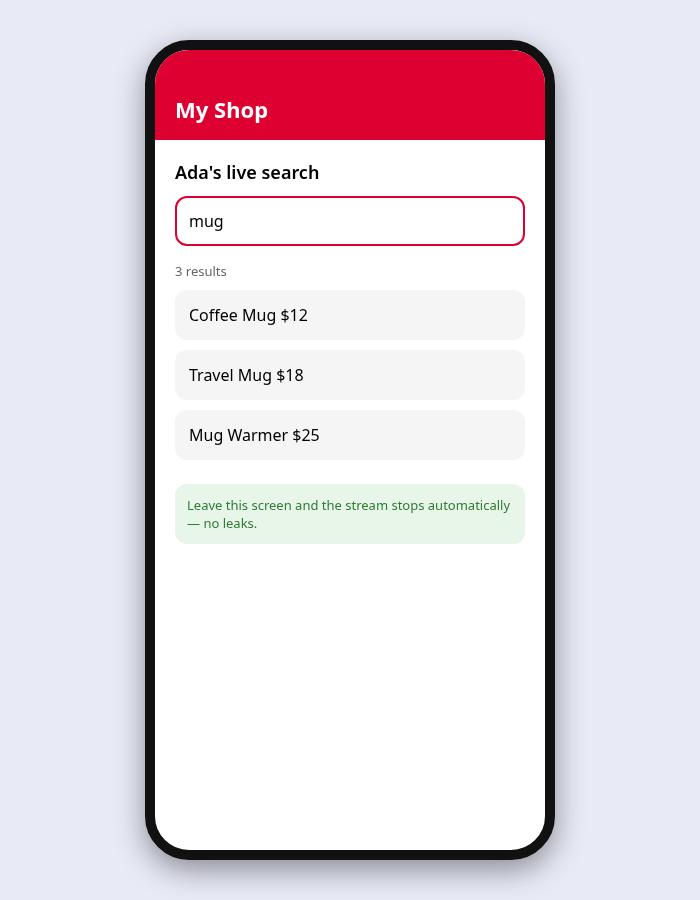 My Shop
Ada's live search
mug
3 results
Coffee Mug $12
Travel Mug $18
Mug Warmer $25
Leave this screen and the stream stops automatically
— no leaks.